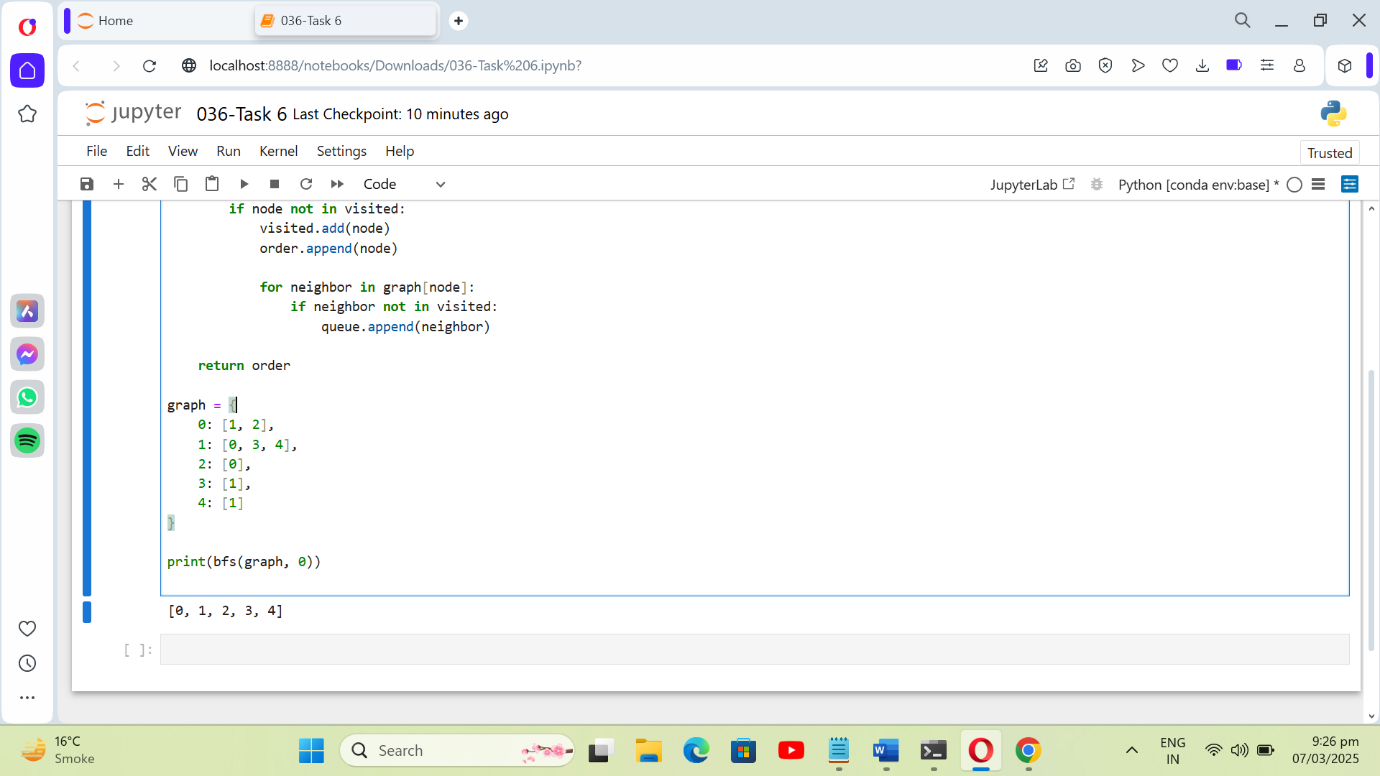 Home
036-Task 6
localhost:8888/notebooks/Downloads/036-Task%206.ipynb?
jupyter 036-Task 6 Last Checkpoint: 10 minutes ago
File Edit View Run Kernel Settings Help
Trusted
Code
JupyterLab
Python [conda env:base] *
if node not in visited:
visited.add(node)
order.append(node)
for neighbor in graph[node]:
if neighbor not in visited:
queue.append(neighbor)
return order
graph = {
0: [1, 2],
1: [0, 3, 4],
2: [0],
3: [1],
4: [1]
}
print(bfs(graph, 0))
[0, 1, 2, 3, 4]
[ ]:
16°C
Smoke
Search
ENG
IN
9:26 pm
07/03/2025